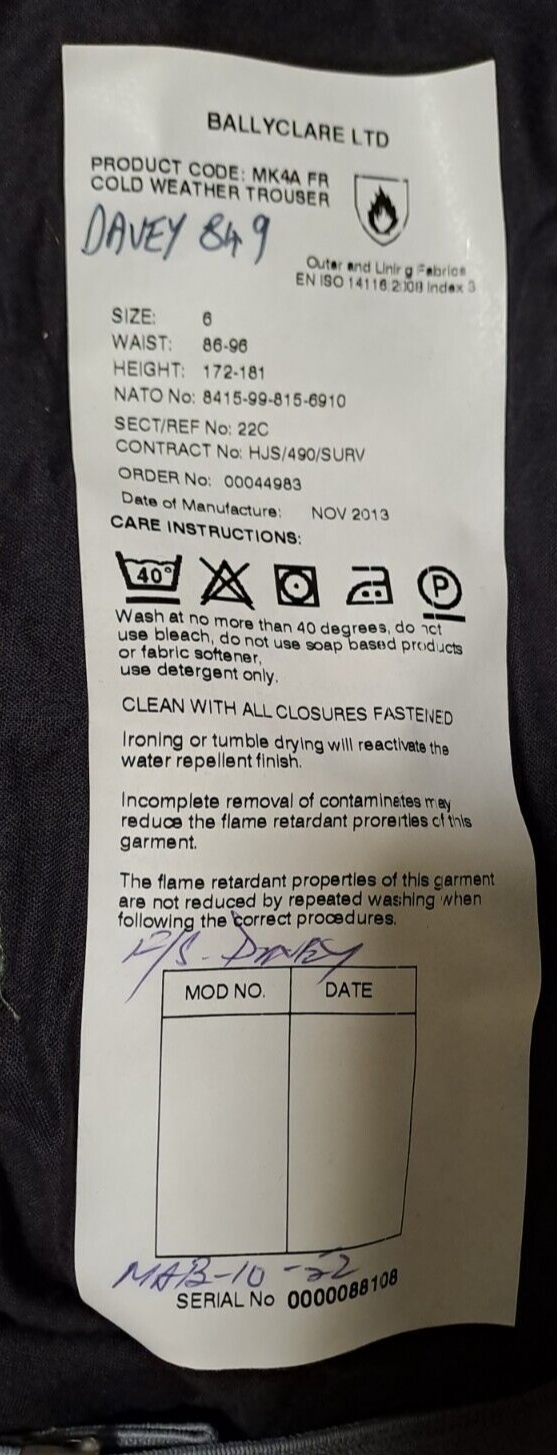 BALLYCLARE LTD
PRODUCT CODE: MK4A FR
COLD WEATHER TROUSER
DAVEY 849
Outer and Lining Fabrics
EN ISO 14116:2008 Index 3
SIZE: 6
WAIST: 86-96
HEIGHT: 172-181
NATO No: 8415-99-815-6910
SECT/REF No: 22C
CONTRACT No: HJS/490/SURV
ORDER No: 00044983
Date of Manufacture: NOV 2013
CARE INSTRUCTIONS:
40°
P
Wash at no more than 40 degrees, do not
use bleach, do not use soap based products
or fabric softener,
use detergent only.
CLEAN WITH ALL CLOSURES FASTENED
Ironing or tumble drying will reactivate the
water repellent finish.
Incomplete removal of contaminates may
reduce the flame retardant prorerties of this
garment.
The flame retardant properties of this garment
are not reduced by repeated washing when
following the correct procedures.
F/S. DAVEY
MOD NO. DATE
MAB-10-22
SERIAL No 0000088108